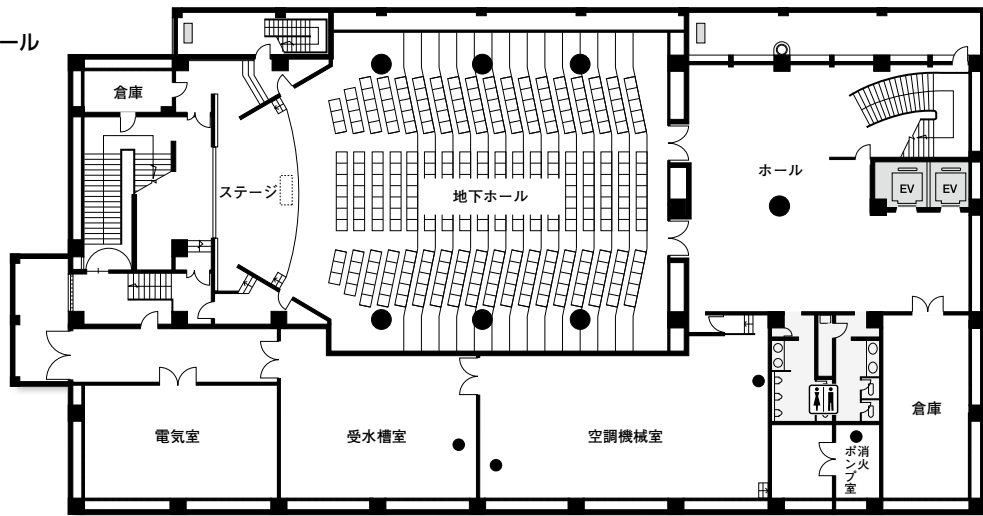 ール
倉庫
ステージ
地下ホール
ホール
EV
EV
電気室
受水槽室
空調機械室
消火
ポンプ室
倉庫